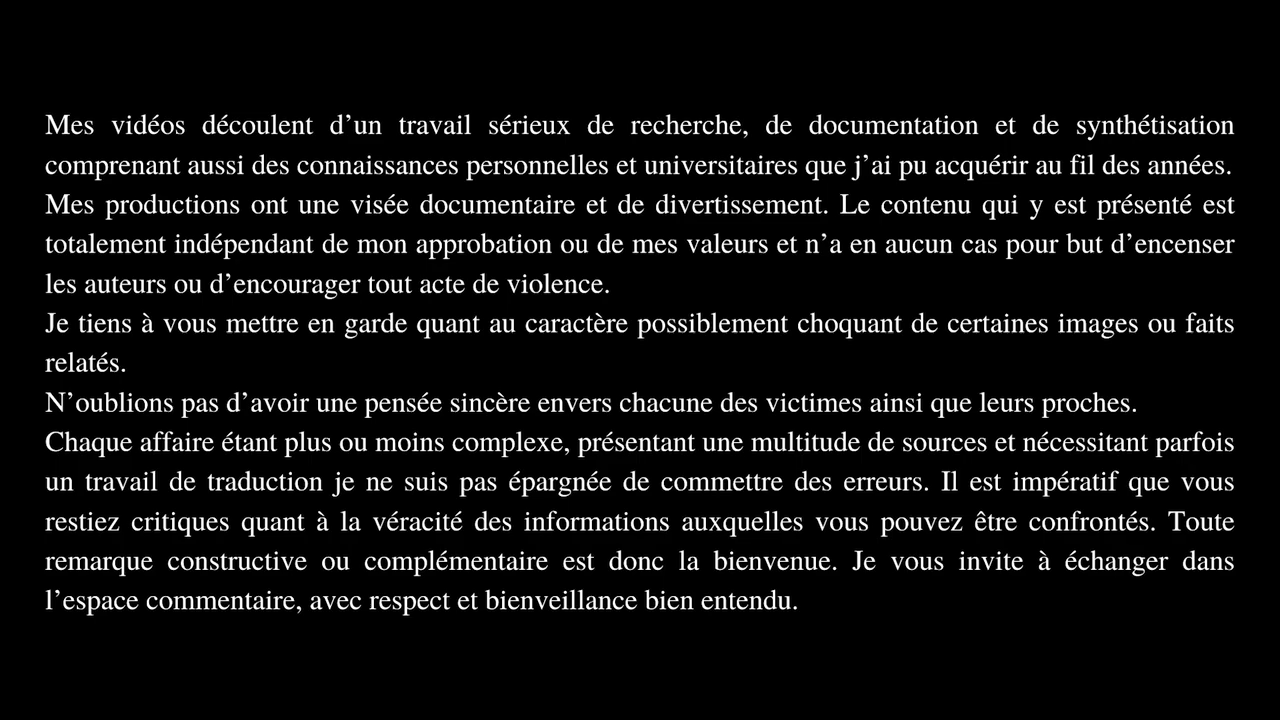 Mes vidéos découlent d’un travail sérieux de recherche, de documentation et de synthétisation
comprenant aussi des connaissances personnelles et universitaires que j’ai pu acquérir au fil des années.
Mes productions ont une visée documentaire et de divertissement. Le contenu qui y est présenté est
totalement indépendant de mon approbation ou de mes valeurs et n’a en aucun cas pour but d’encenser
les auteurs ou d’encourager tout acte de violence.
Je tiens à vous mettre en garde quant au caractère possiblement choquant de certaines images ou faits
relatés.
N’oublions pas d’avoir une pensée sincère envers chacune des victimes ainsi que leurs proches.
Chaque affaire étant plus ou moins complexe, présentant une multitude de sources et nécessitant parfois
un travail de traduction je ne suis pas épargnée de commettre des erreurs. Il est impératif que vous
restiez critiques quant à la véracité des informations auxquelles vous pouvez être confrontés. Toute
remarque constructive ou complémentaire est donc la bienvenue. Je vous invite à échanger dans
l’espace commentaire, avec respect et bienveillance bien entendu.